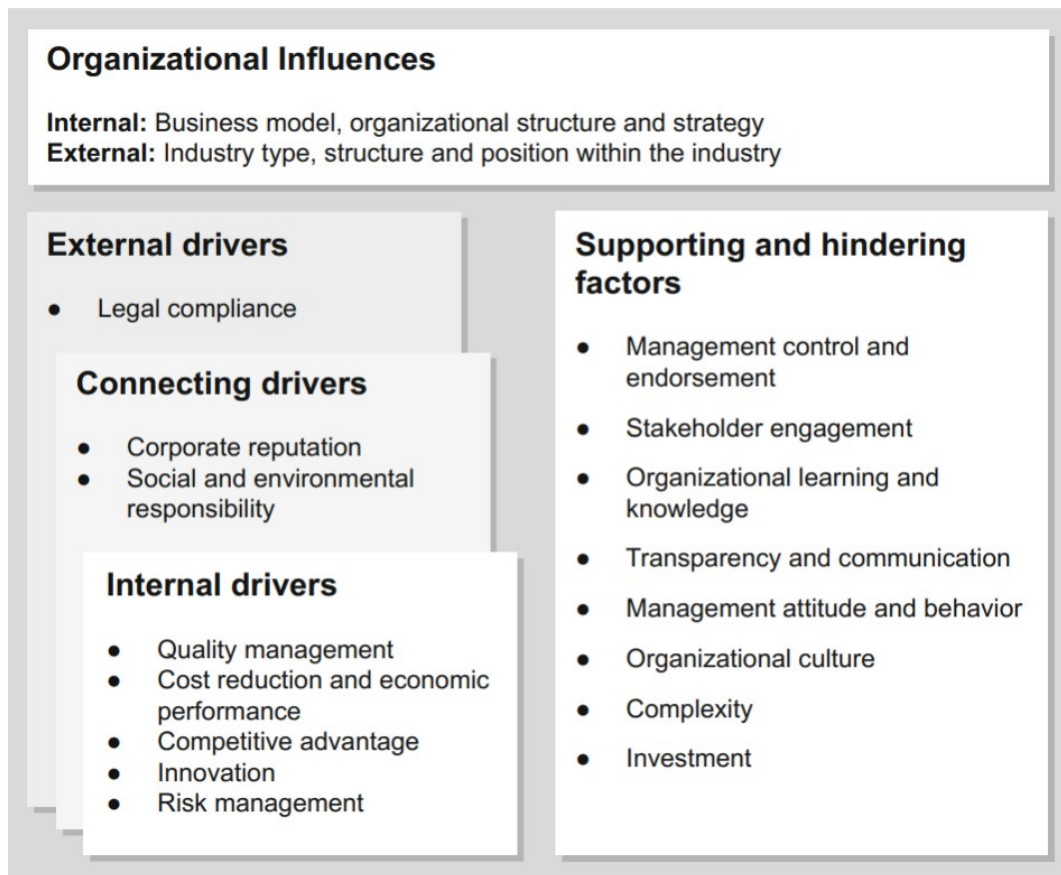 Organizational Influences
Internal: Business model, organizational structure and strategy
External: Industry type, structure and position within the industry
External drivers
● Legal compliance
Connecting drivers
● Corporate reputation
● Social and environmental
responsibility
Internal drivers
● Quality management
● Cost reduction and economic
performance
● Competitive advantage
● Innovation
● Risk management
Supporting and hindering
factors
● Management control and
endorsement
● Stakeholder engagement
● Organizational learning and
knowledge
● Transparency and communication
● Management attitude and behavior
● Organizational culture
● Complexity
● Investment